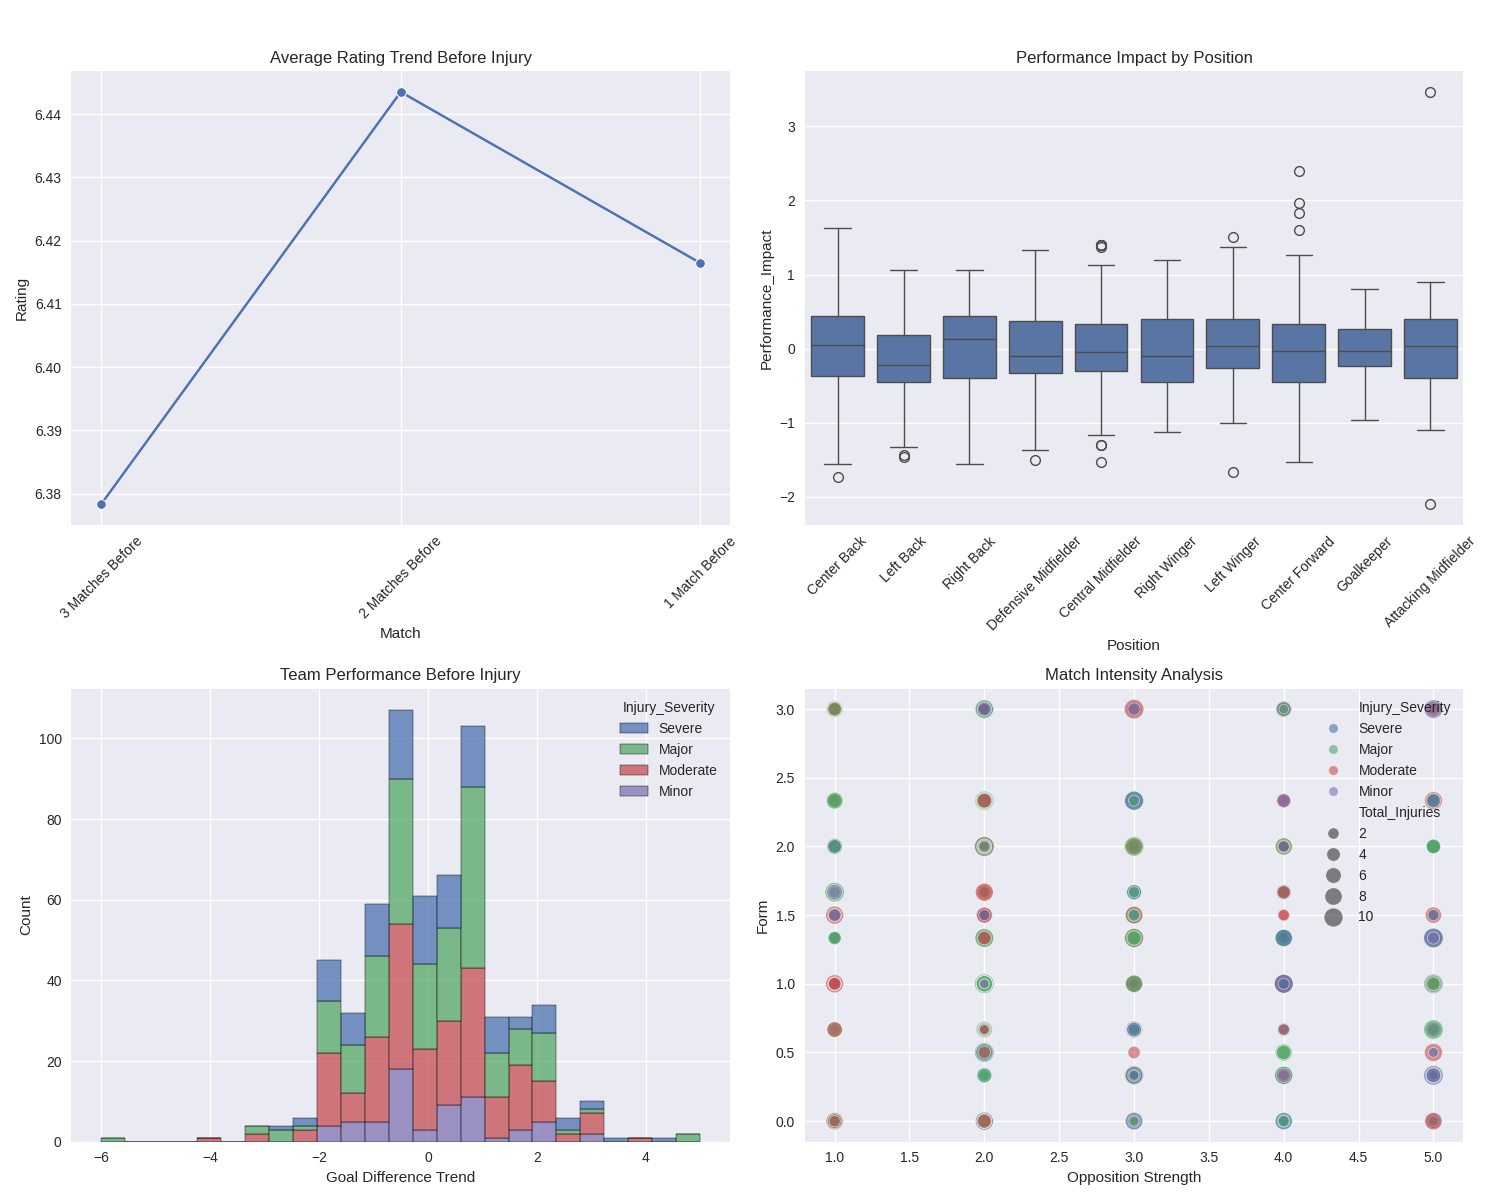 Average Rating Trend Before Injury
Rating
6.44
6.43
6.42
6.41
6.40
6.39
6.38
3 Matches Before
2 Matches Before
1 Match Before
Match
Performance Impact by Position
Performance_Impact
3
2
1
0
−1
−2
Center Back
Left Back
Right Back
Defensive Midfielder
Central Midfielder
Right Winger
Left Winger
Center Forward
Goalkeeper
Attacking Midfielder
Position
Team Performance Before Injury
Count
100
80
60
40
20
0
−6
−4
−2
0
2
4
Goal Difference Trend
Injury_Severity
Severe
Major
Moderate
Minor
Match Intensity Analysis
Form
3.0
2.5
2.0
1.5
1.0
0.5
0.0
1.0
1.5
2.0
2.5
3.0
3.5
4.0
4.5
5.0
Opposition Strength
Injury_Severity
Severe
Major
Moderate
Minor
Total_Injuries
2
4
6
8
10